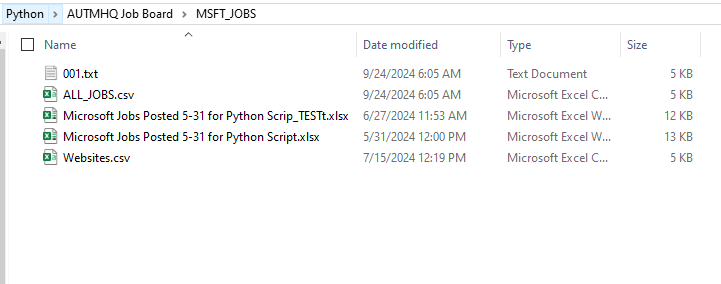 Python > AUTMHQ Job Board > MSFT_JOBS
Name Date modified Type Size
001.txt 9/24/2024 6:05 AM Text Document 5 KB
ALL_JOBS.csv 9/24/2024 6:05 AM Microsoft Excel C... 5 KB
Microsoft Jobs Posted 5-31 for Python Scrip_TESTt.xlsx 6/27/2024 11:53 AM Microsoft Excel W... 12 KB
Microsoft Jobs Posted 5-31 for Python Script.xlsx 5/31/2024 12:00 PM Microsoft Excel W... 13 KB
Websites.csv 7/15/2024 12:19 PM Microsoft Excel C... 5 KB